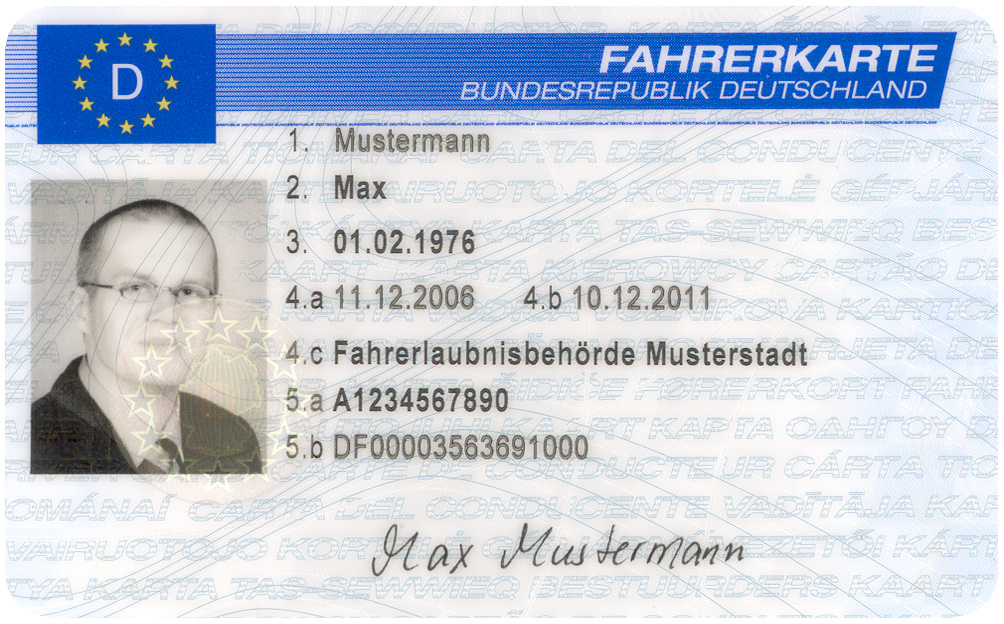 D
FAHRERKARTE
BUNDESREPUBLIK DEUTSCHLAND
1. Mustermann
2. Max
3. 01.02.1976
4.a 11.12.2006 4.b 10.12.2011
4.c Fahrerlaubnisbehörde Musterstadt
5.a A1234567890
5.b DF00003563691000
Max Mustermann